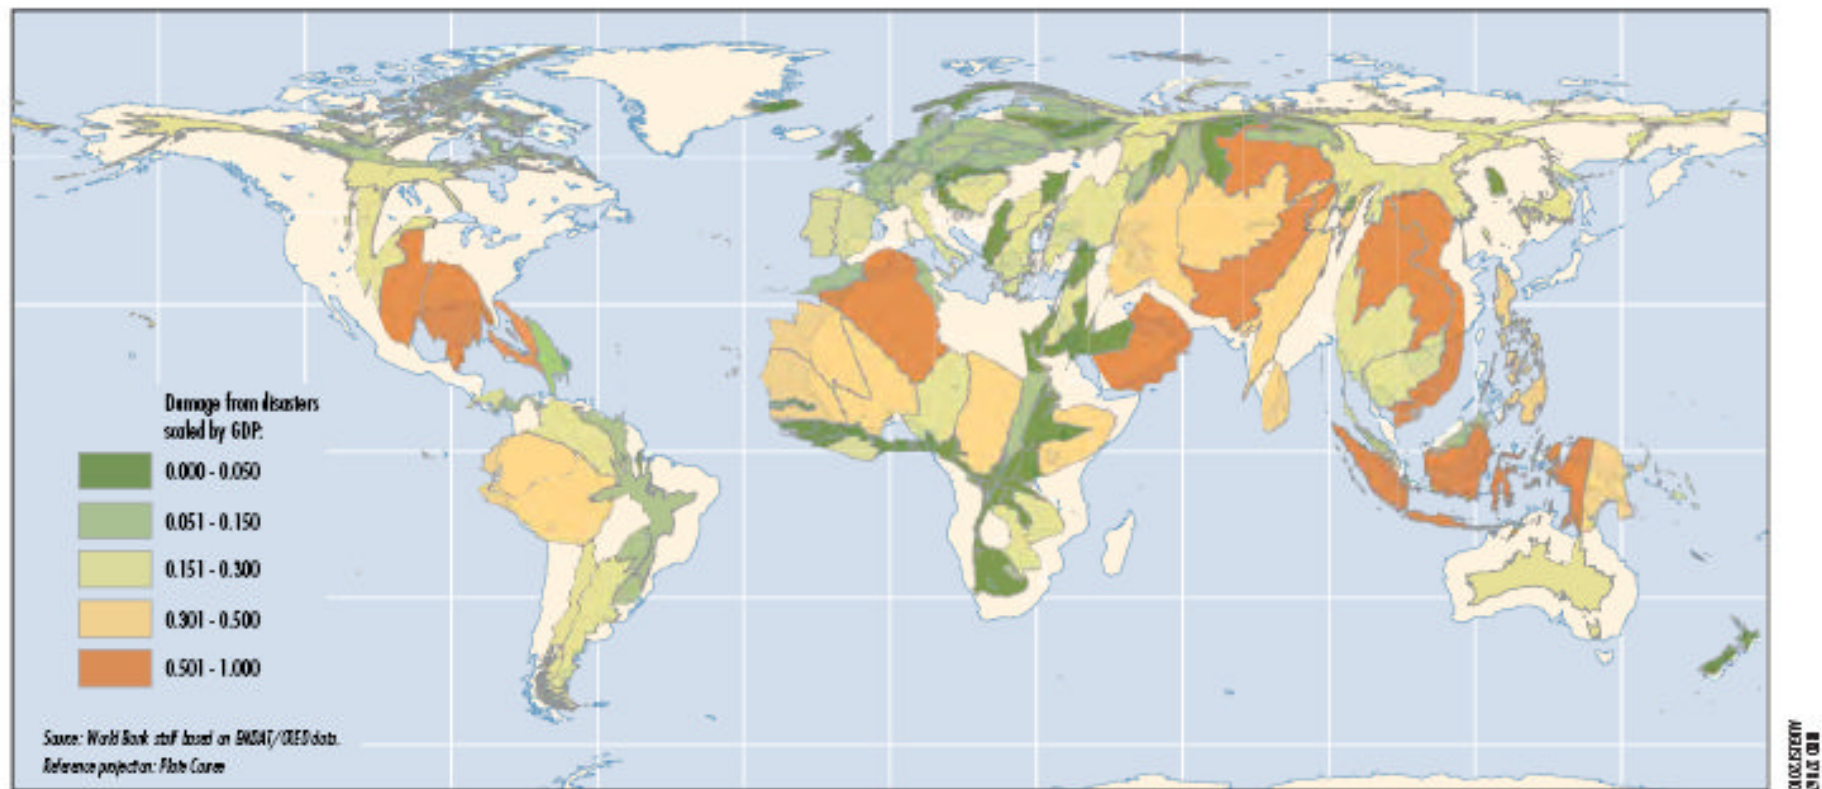 Damage from disasters
scaled by GDP:
0.000 - 0.050
0.051 - 0.150
0.151 - 0.300
0.301 - 0.500
0.501 - 1.000
Source: World Bank staff based on EMDAT/CRED data.
Reference projection: Plate Carree
AUGUST 2010